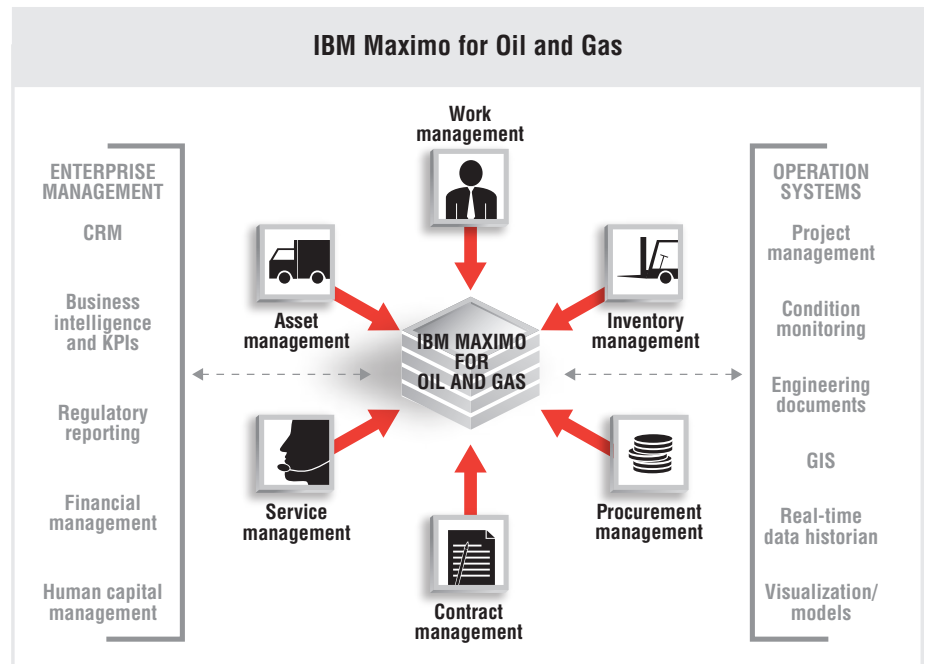 IBM Maximo for Oil and Gas
ENTERPRISE
MANAGEMENT
CRM
Business
intelligence
and KPIs
Regulatory
reporting
Financial
management
Human capital
management
Work
management
Asset
management
Inventory
management
IBM MAXIMO
FOR
OIL AND GAS
Service
management
Procurement
management
Contract
management
OPERATION
SYSTEMS
Project
management
Condition
monitoring
Engineering
documents
GIS
Real-time
data historian
Visualization/
models